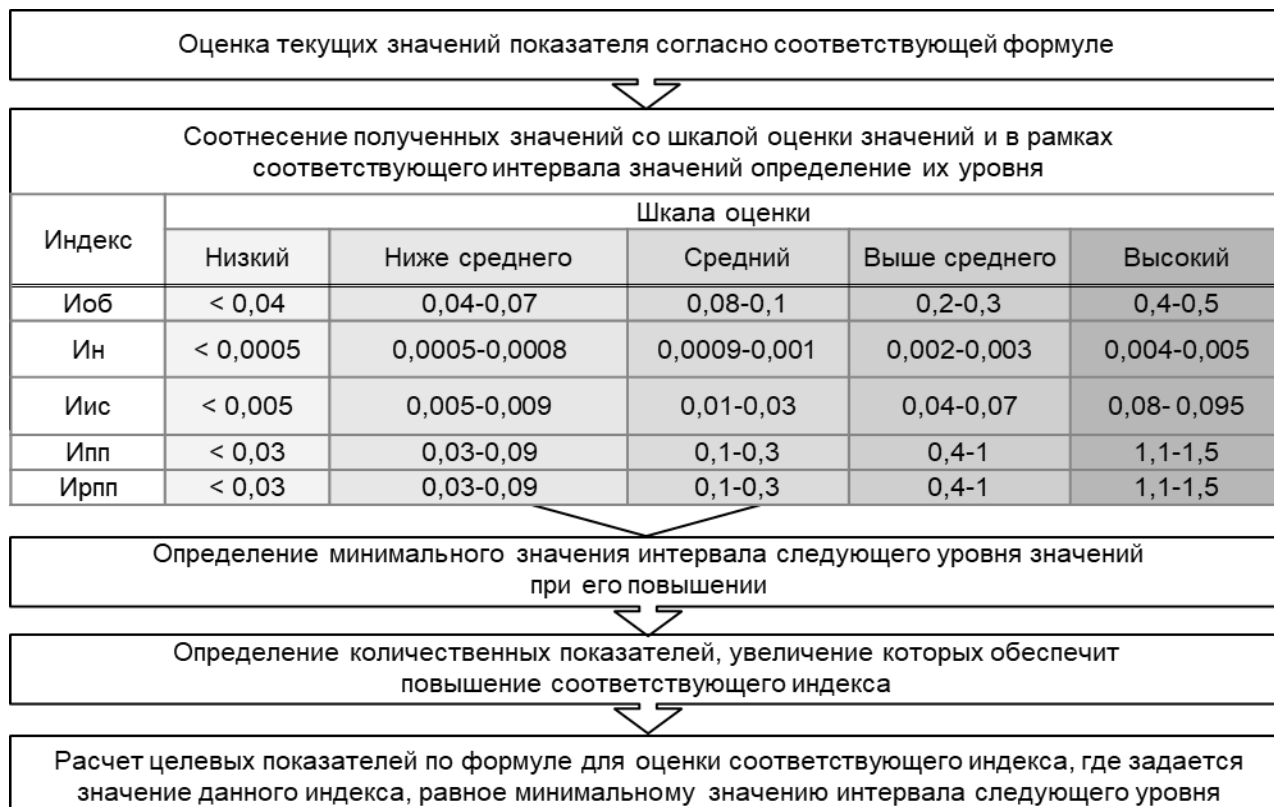 Оценка текущих значений показателя согласно соответствующей формуле
Соотнесение полученных значений со шкалой оценки значений и в рамках
соответствующего интервала значений определение их уровня
Индекс
Шкала оценки
Низкий Ниже среднего Средний Выше среднего Высокий
Иоб < 0,04 0,04-0,07 0,08-0,1 0,2-0,3 0,4-0,5
Ин < 0,0005 0,0005-0,0008 0,0009-0,001 0,002-0,003 0,004-0,005
Иис < 0,005 0,005-0,009 0,01-0,03 0,04-0,07 0,08- 0,095
Ипп < 0,03 0,03-0,09 0,1-0,3 0,4-1 1,1-1,5
Ирпп < 0,03 0,03-0,09 0,1-0,3 0,4-1 1,1-1,5
Определение минимального значения интервала следующего уровня значений
при его повышении
Определение количественных показателей, увеличение которых обеспечит
повышение соответствующего индекса
Расчет целевых показателей по формуле для оценки соответствующего индекса, где задается
значение данного индекса, равное минимальному значению интервала следующего уровня